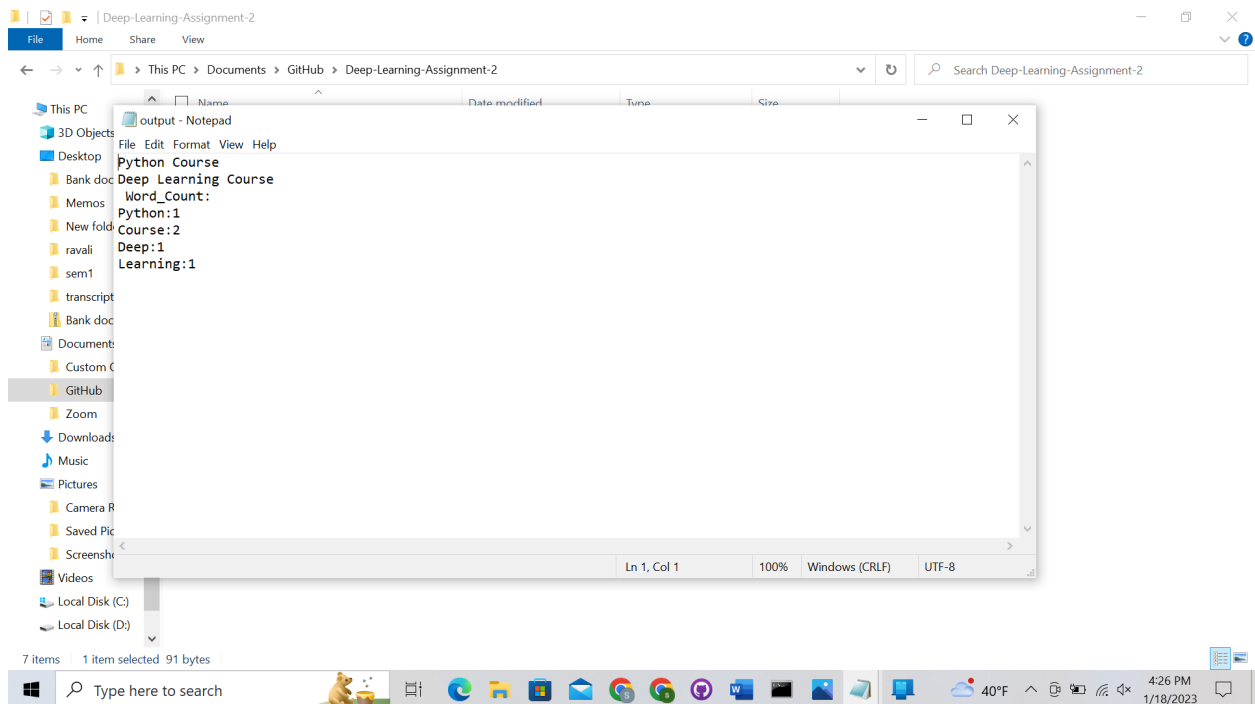 Deep-Learning-Assignment-2
File Home Share View
This PC > Documents > GitHub > Deep-Learning-Assignment-2
Search Deep-Learning-Assignment-2
Name Date modified Type Size
This PC
3D Objects
Desktop
Bank doc
Memos
New folde
ravali
sem1
transcript
Bank doc
Documents
Custom O
GitHub
Zoom
Downloads
Music
Pictures
Camera R
Saved Pic
Screensho
Videos
Local Disk (C:)
Local Disk (D:)
output - Notepad
File Edit Format View Help
Python Course
Deep Learning Course
 Word_Count:
Python:1
Course:2
Deep:1
Learning:1
Ln 1, Col 1 100% Windows (CRLF) UTF-8
7 items 1 item selected 91 bytes
Type here to search
40°F
4:26 PM
1/18/2023